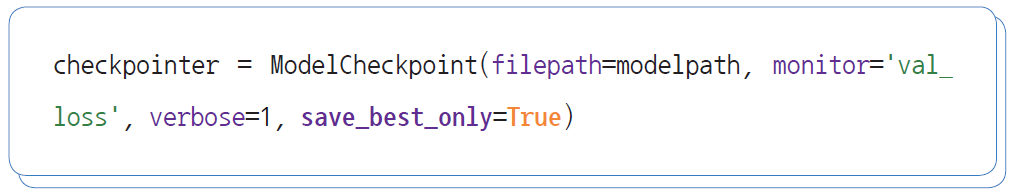 checkpointer = ModelCheckpoint(filepath=modelpath, monitor='val_
loss', verbose=1, save_best_only=True)